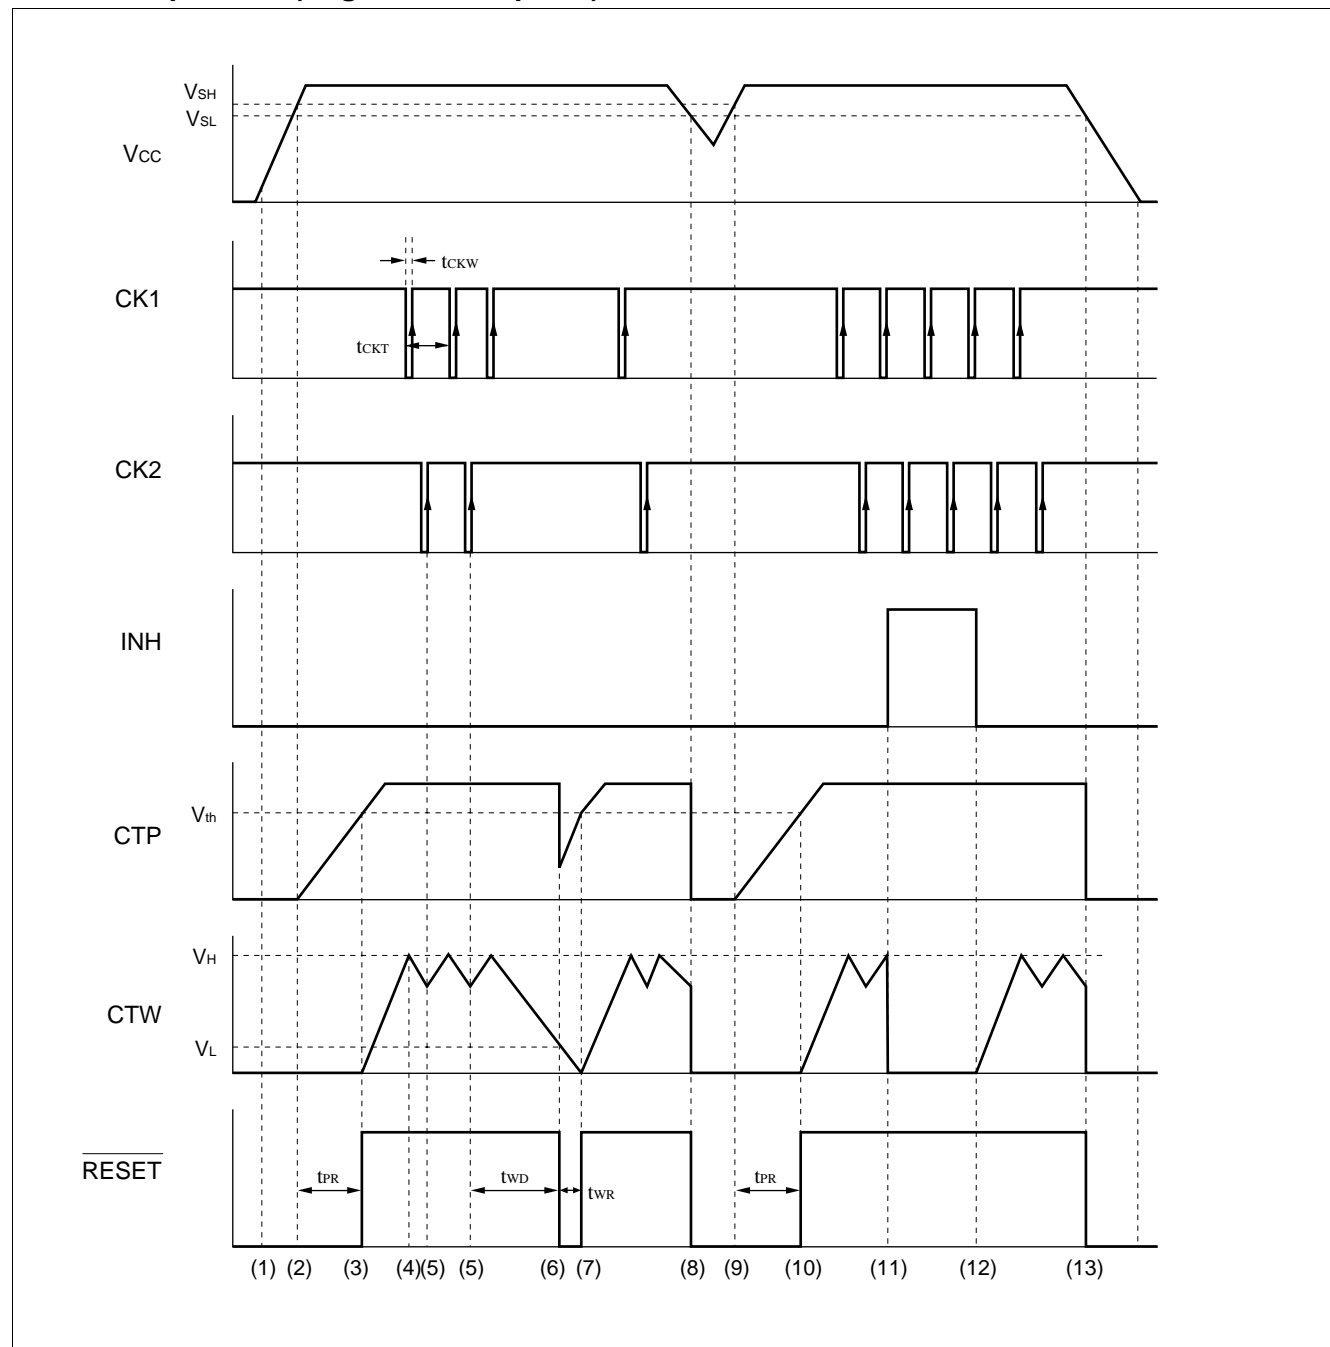 VSH
VSL
VCC
CK1
tCKW
tCKT
CK2
INH
Vth
CTP
VH
CTW
VL
RESET
tPR
tWD
tWR
tPR
(1) (2) (3) (4) (5) (5) (6) (7) (8) (9) (10) (11) (12) (13)